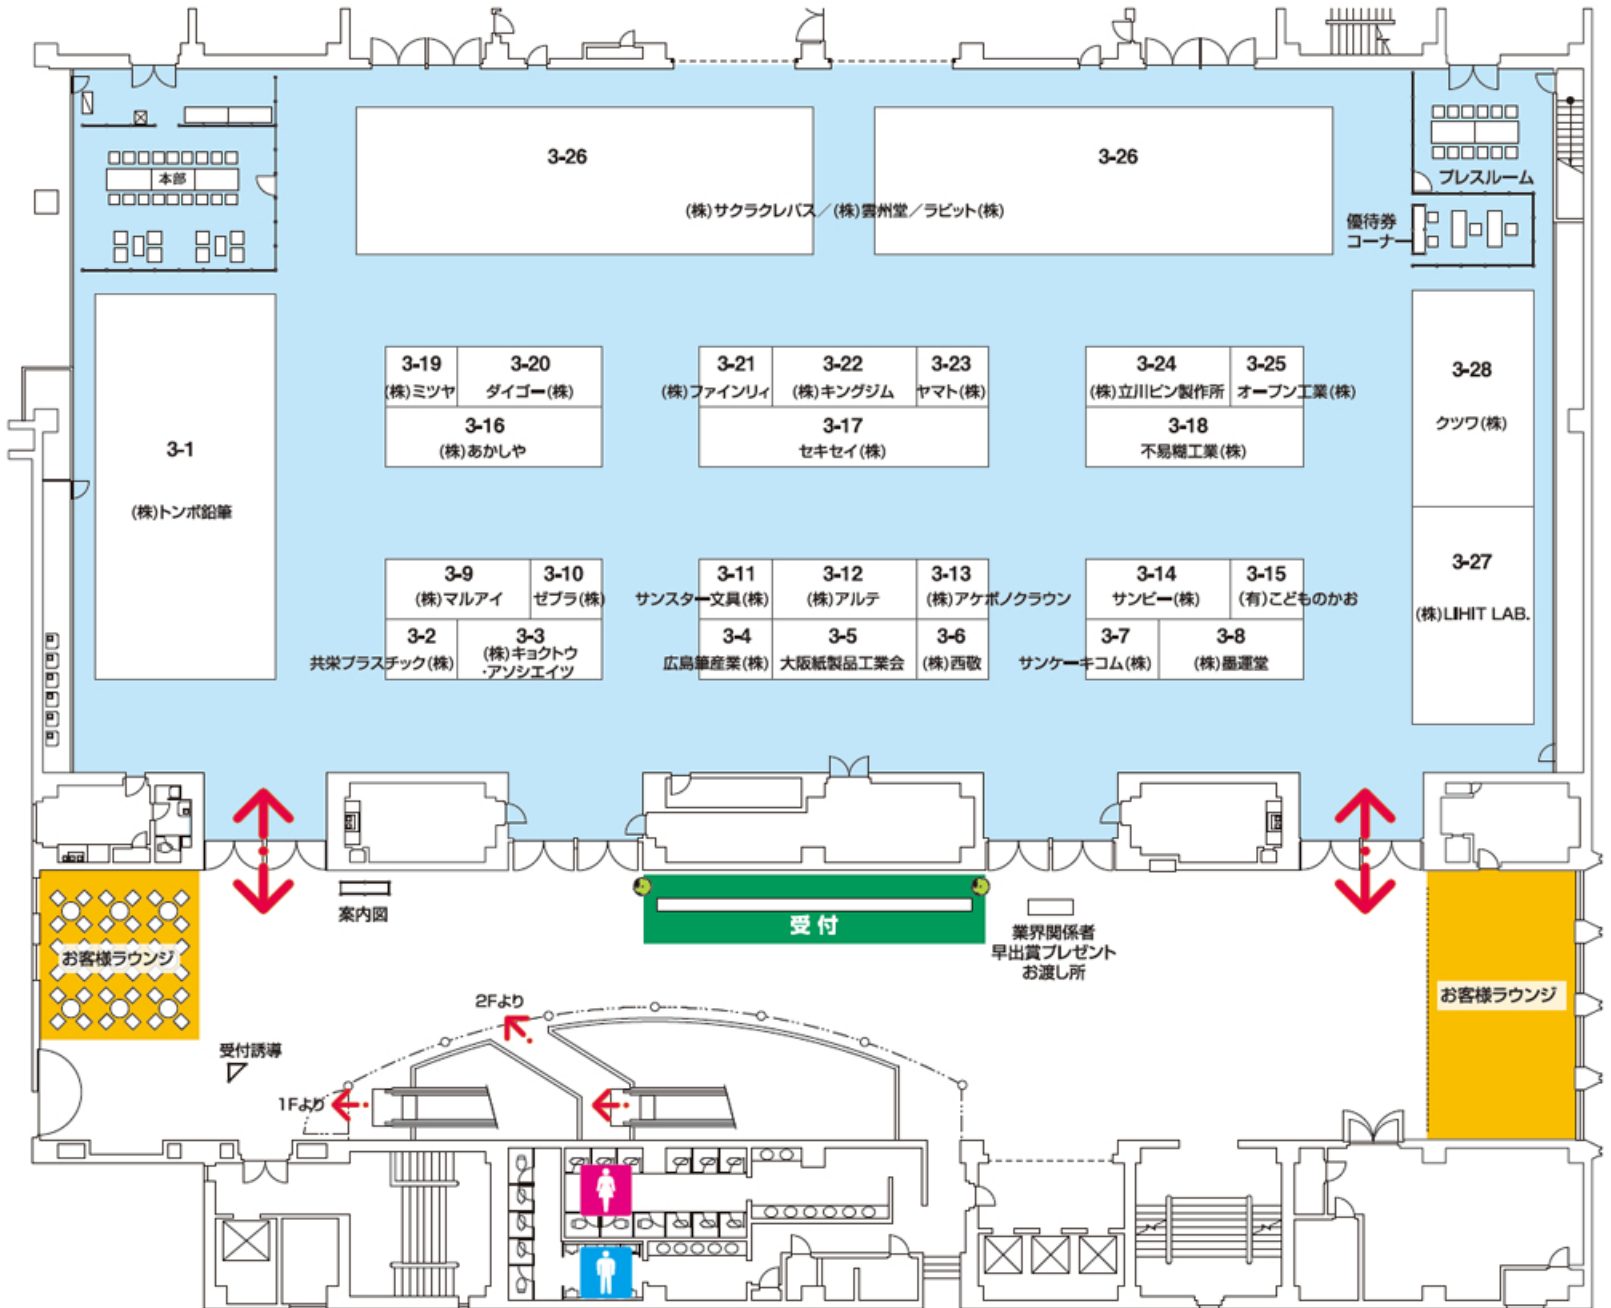 3-26
3-26
(株)サクラクレパス／(株)雲州堂／ラビット(株)
本部
プレスルーム
優待券
コーナー
3-1
(株)トンボ鉛筆
3-19
(株)ミツヤ
3-20
ダイゴー(株)
3-16
(株)あかしや
3-21
(株)ファインリィ
3-22
(株)キングジム
3-23
ヤマト(株)
3-17
セキセイ(株)
3-24
(株)立川ピン製作所
3-25
オープン工業(株)
3-18
不易糊工業(株)
3-28
クツワ(株)
3-27
(株)LIHIT LAB.
3-9
(株)マルアイ
3-10
ゼブラ(株)
3-2
共栄プラスチック(株)
3-3
(株)キョクトウ
・アソシエイツ
3-11
サンスター文具(株)
3-12
(株)アルテ
3-13
(株)アケボノクラウン
3-4
広島筆産業(株)
3-5
大阪紙製品工業会
3-6
(株)西敬
3-14
サンビー(株)
3-15
(有)こどものかお
3-7
サンケーキコム(株)
3-8
(株)墨運堂
案内図
受付
業界関係者
早出賞プレゼント
お渡し所
お客様ラウンジ
お客様ラウンジ
2Fより
受付誘導
1Fより